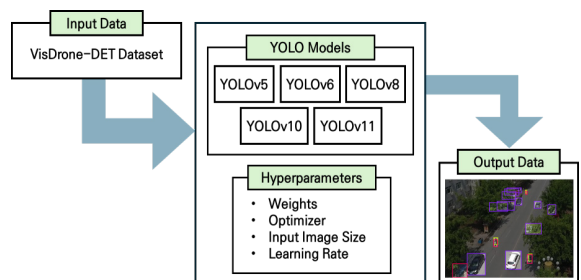 Input Data
VisDrone-DET Dataset
YOLO Models
YOLOv5 YOLOv6 YOLOv8
YOLOv10 YOLOv11
Hyperparameters
• Weights
• Optimizer
• Input Image Size
• Learning Rate
Output Data